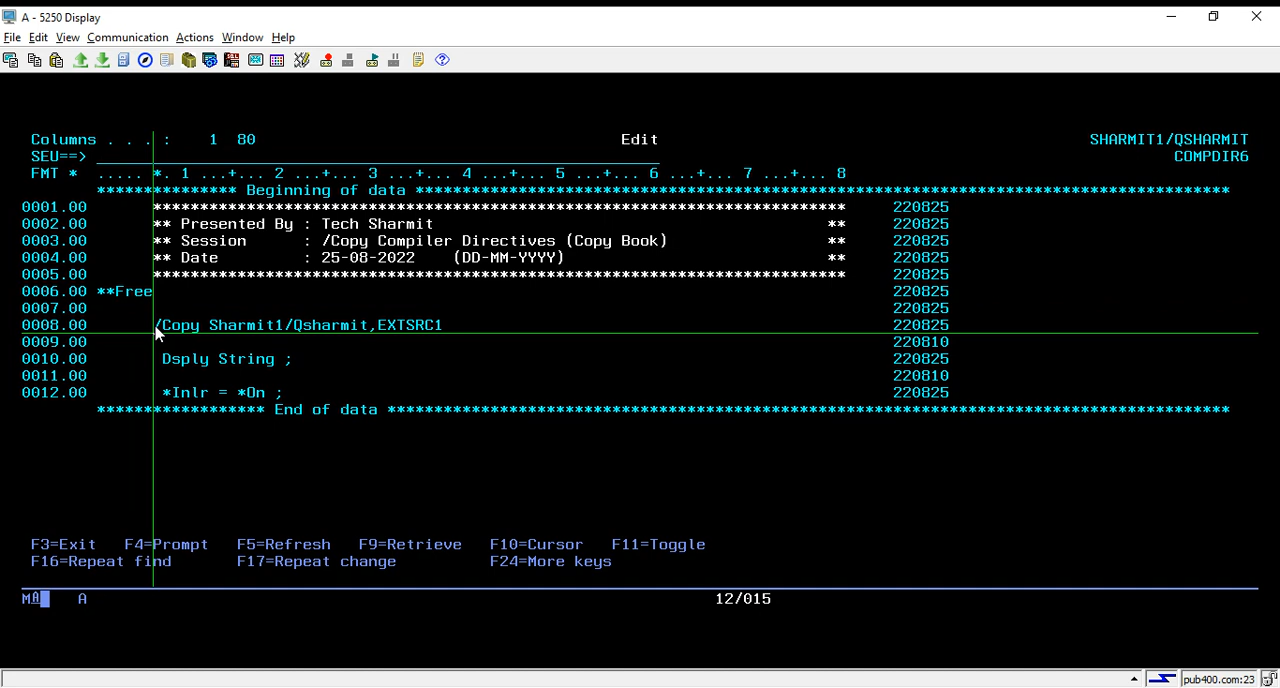 A - 5250 Display
File Edit View Communication Actions Window Help
Columns . . . : 1 80 Edit SHARMIT1/QSHARMIT
SEU==> COMPDIR6
FMT * ..... *. 1 ...+... 2 ...+... 3 ...+... 4 ...+... 5 ...+... 6 ...+... 7 ...+... 8
*************** Beginning of data ***************************************************************************************
0001.00 ************************************************************************** 220825
0002.00 ** Presented By : Tech Sharmit ** 220825
0003.00 ** Session : /Copy Compiler Directives (Copy Book) ** 220825
0004.00 ** Date : 25-08-2022 (DD-MM-YYYY) ** 220825
0005.00 ************************************************************************** 220825
0006.00 **Free 220825
0007.00 220825
0008.00 /Copy Sharmit1/Qsharmit,EXTSRC1 220825
0009.00 220810
0010.00 Dsply String ; 220825
0011.00 220810
0012.00 *Inlr = *On ; 220825
****************** End of data ******************************************************************************************
F3=Exit F4=Prompt F5=Refresh F9=Retrieve F10=Cursor F11=Toggle
F16=Repeat find F17=Repeat change F24=More keys
MA A 12/015
pub400.com:23